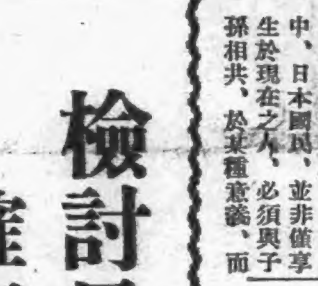 中、日本國民、並非僅享
生於現在之人、必須與子
孫相共、於某種意義、而
檢討